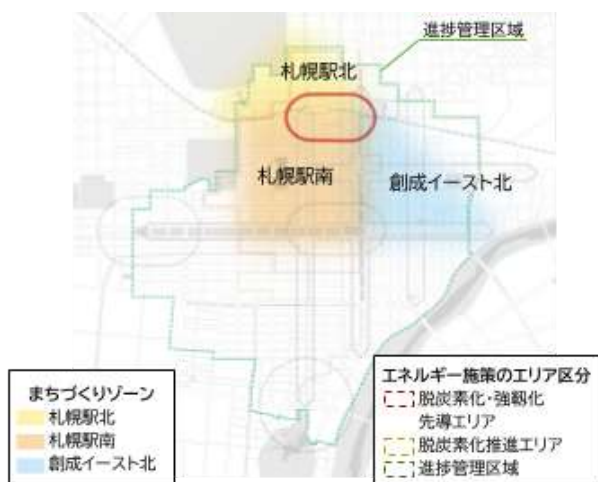 進捗管理区域
札幌駅北
札幌駅南
創成イースト北
まちづくりゾーン
札幌駅北
札幌駅南
創成イースト北
エネルギー施策のエリア区分
脱炭素化・強靱化
先導エリア
脱炭素化推進エリア
進捗管理区域